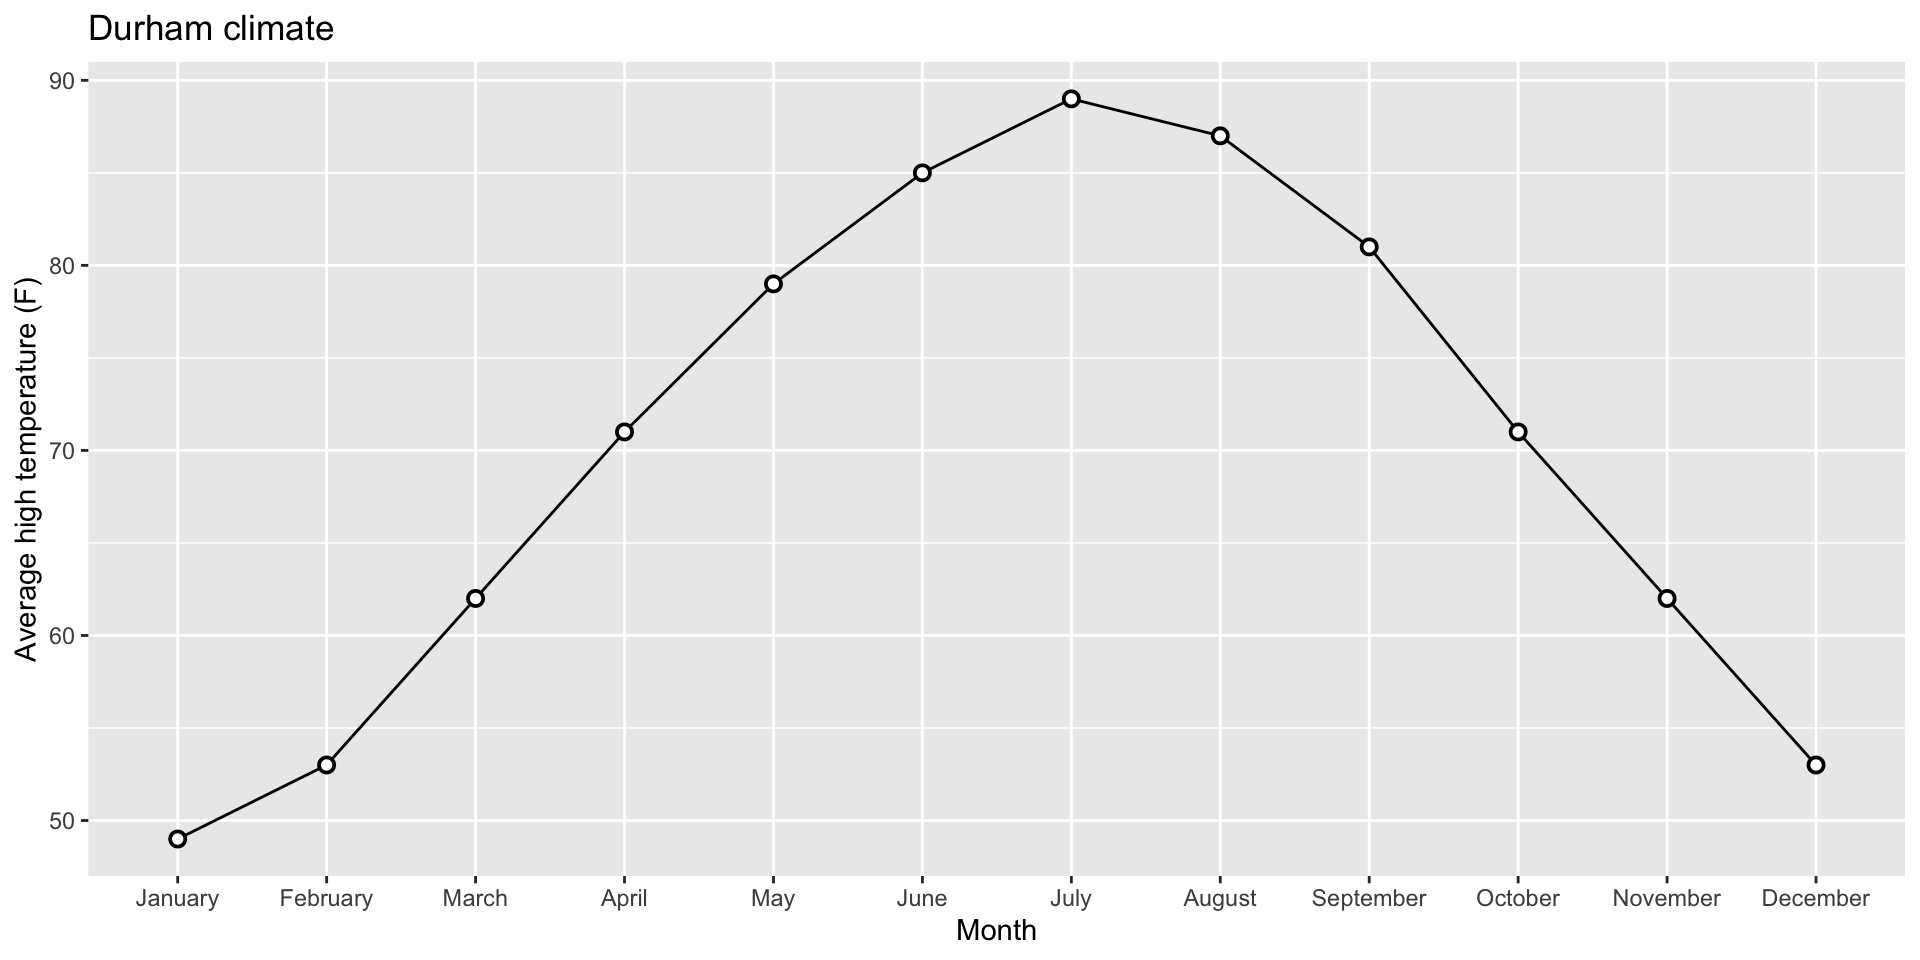 Durham climate
Average high temperature (F)
90
80
70
60
50
January February March April May June July August September October November December
Month